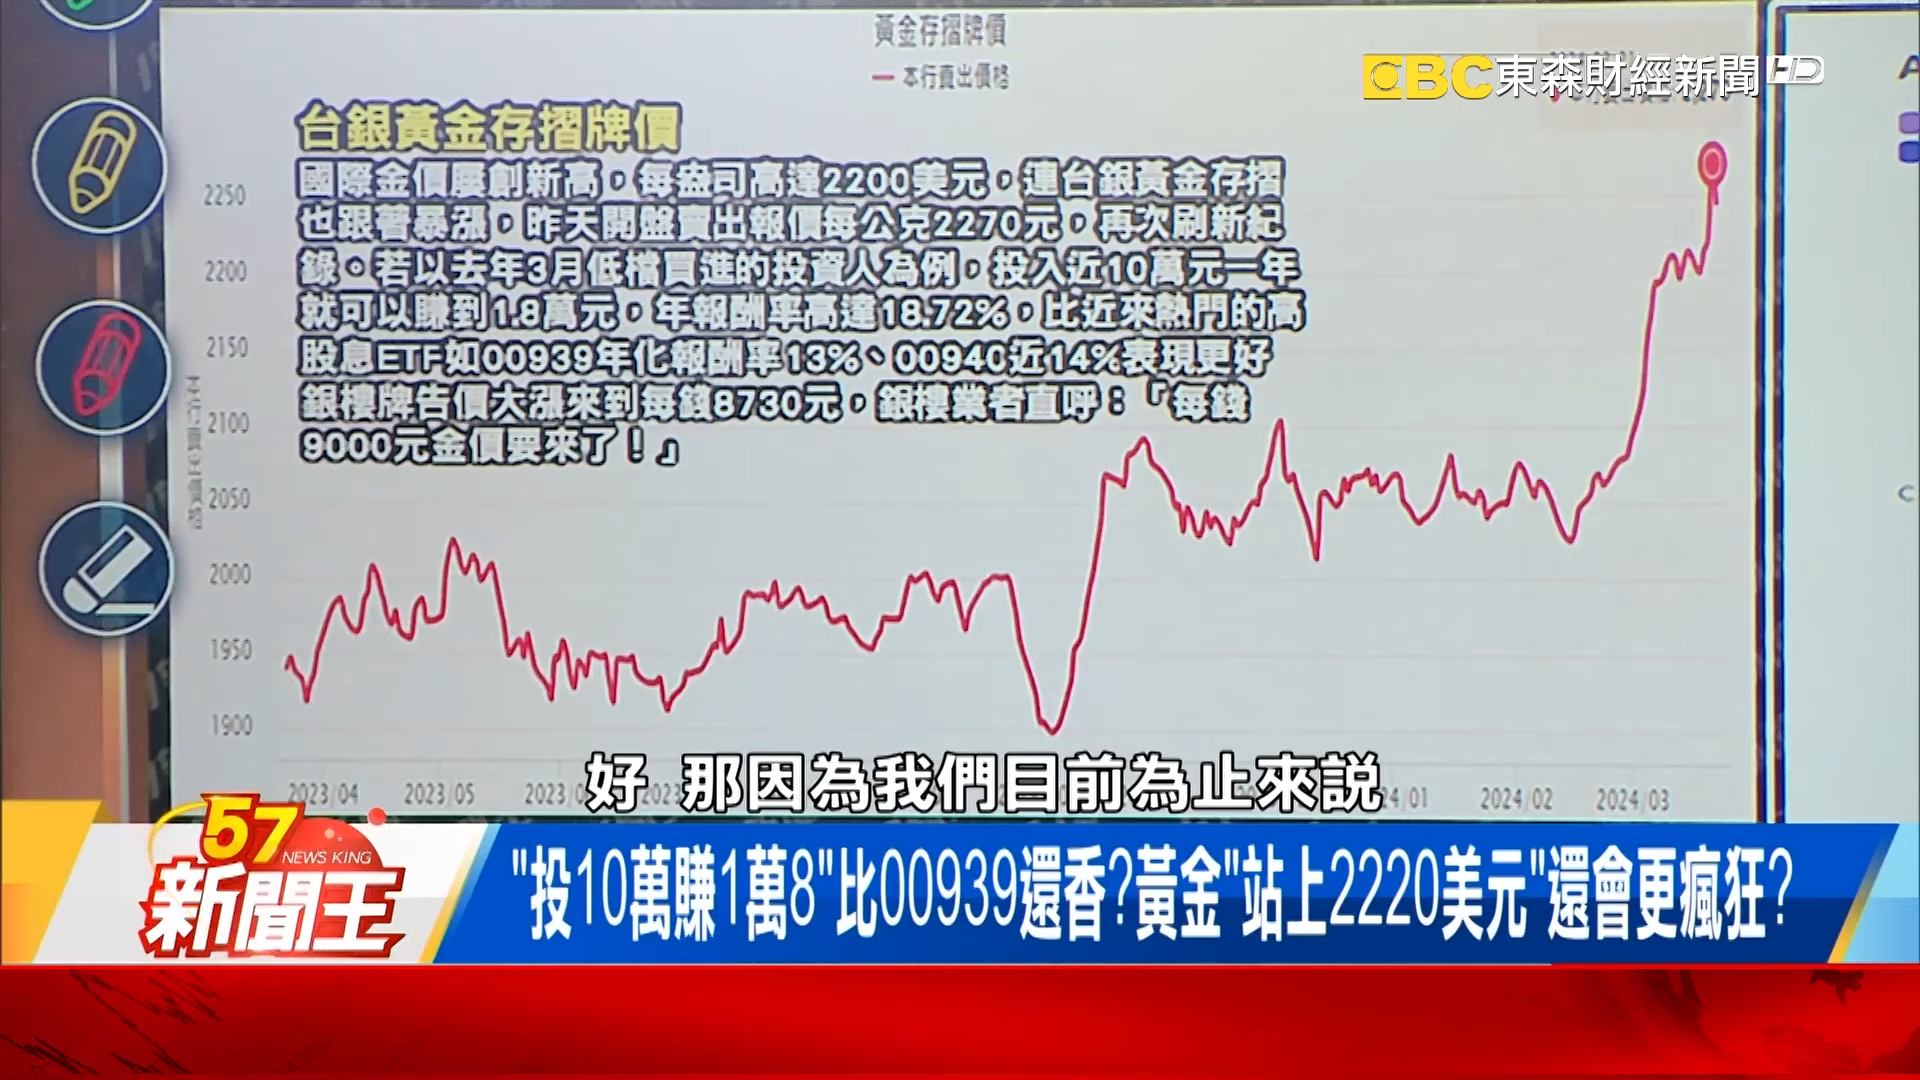 黃金存摺牌價
本行賣出價格
EBC東森財經新聞HD
台銀黃金存摺牌價
國際金價屢創新高，每盎司高達2200美元，連台銀黃金存摺
也跟著暴漲，昨天開盤賣出報價每公克2270元，再次刷新紀
錄。若以去年3月低檔買進的投資人為例，投入近10萬元一年
就可以賺到1.8萬元，年報酬率高達18.72%，比近來熱門的高
股息ETF如00939年化報酬率13%、00940近14%表現更好
銀樓牌告價大漲來到每錢8730元，銀樓業者直呼：「每錢
9000元金價要來了！」
2250
2200
2150
2100
2050
2000
1950
1900
2023/04
2023/05
2024/02
2024/03
好 那因為我們目前為止來說
57
NEWS KING
新聞王
"投10萬賺1萬8"比00939還香?黃金"站上2220美元"還會更瘋狂?